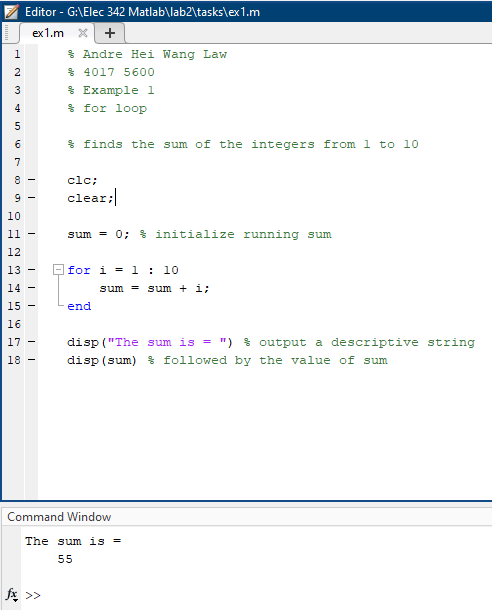 Editor - G:\Elec 342 Matlab\lab2\tasks\ex1.m
ex1.m × +
1 % Andre Hei Wang Law
2 % 4017 5600
3 % Example 1
4 % for loop
5
6 % finds the sum of the integers from 1 to 10
7
8 - clc;
9 - clear;
10
11 - sum = 0; % initialize running sum
12
13 - for i = 1 : 10
14 - sum = sum + i;
15 - end
16
17 - disp("The sum is = ") % output a descriptive string
18 - disp(sum) % followed by the value of sum
Command Window
The sum is =
55
fx >>